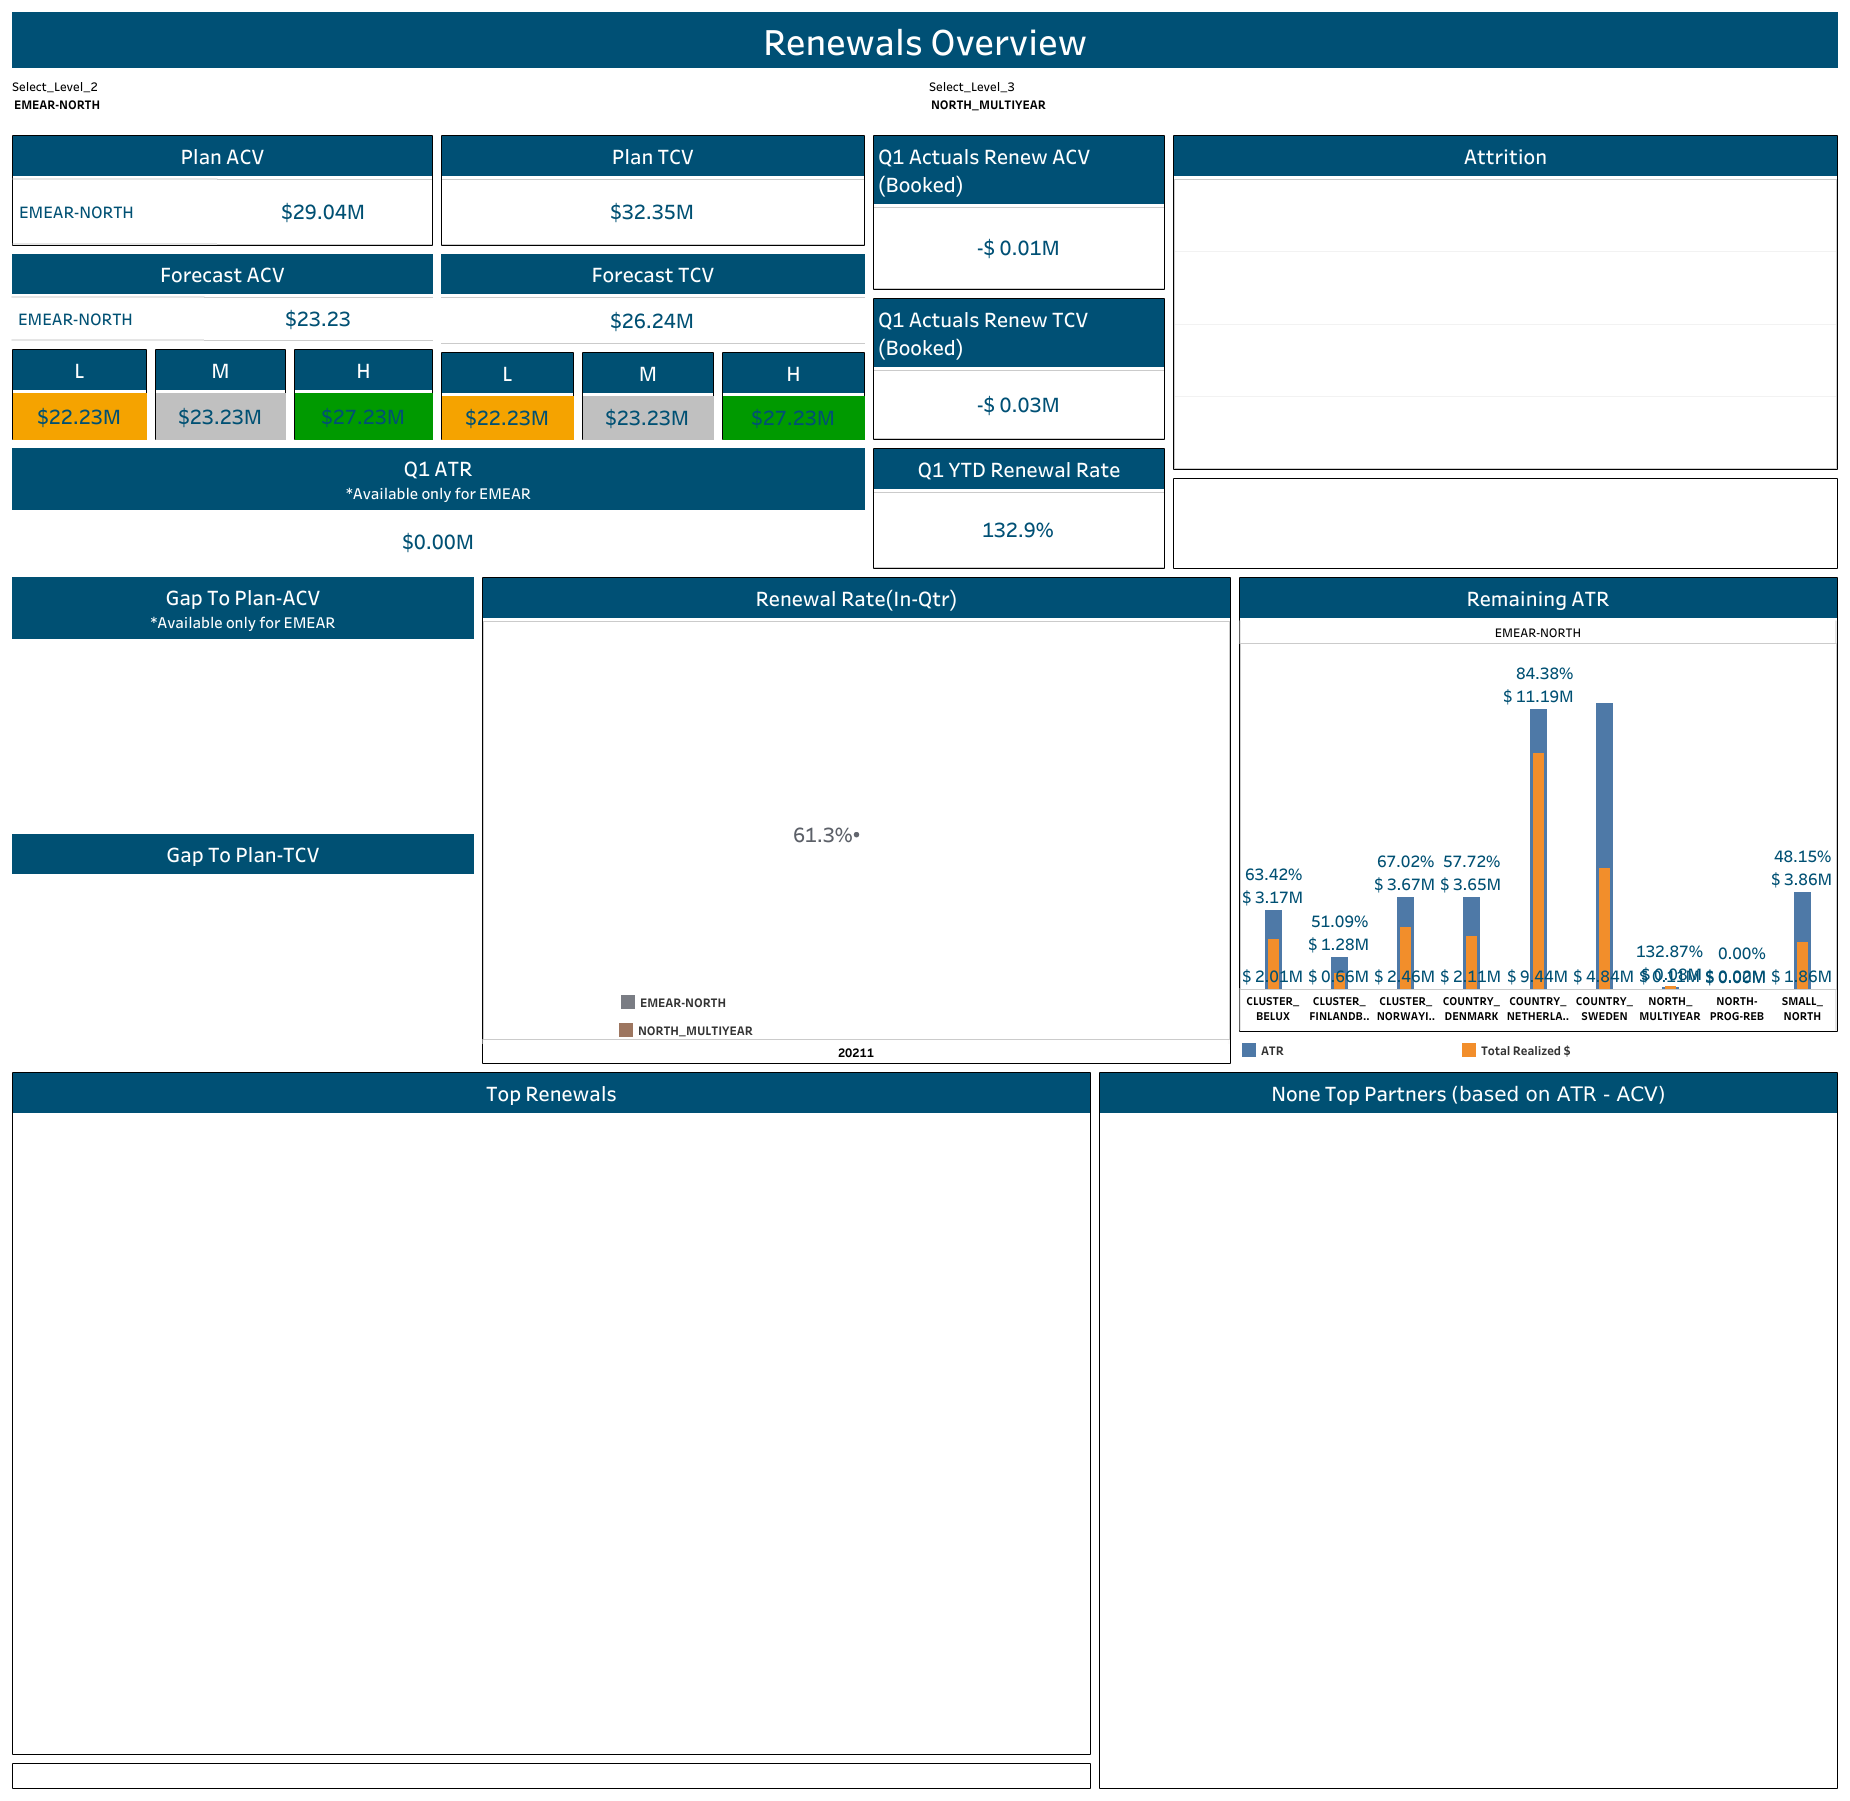 Renewals Overview
Select_Level_2
EMEAR-NORTH
Select_Level_3
NORTH_MULTIYEAR
Plan ACV
EMEAR-NORTH $29.04M
Plan TCV
$32.35M
Q1 Actuals Renew ACV
(Booked)
-$ 0.01M
Attrition
Forecast ACV
EMEAR-NORTH $23.23
Forecast TCV
$26.24M
Q1 Actuals Renew TCV
(Booked)
-$ 0.03M
L M H
$22.23M $23.23M $27.23M
L M H
$22.23M $23.23M $27.23M
Q1 ATR
*Available only for EMEAR
$0.00M
Q1 YTD Renewal Rate
132.9%
Gap To Plan-ACV
*Available only for EMEAR
Gap To Plan-TCV
Renewal Rate(In-Qtr)
61.3%•
EMEAR-NORTH
NORTH_MULTIYEAR
20211
Remaining ATR
EMEAR-NORTH
84.38%
$ 11.19M
67.02% 57.72% 48.15%
$ 3.67M $ 3.65M $ 3.86M
63.42%
$ 3.17M
51.09%
$ 1.28M
132.87% 0.00%
$ 2.01M $ 0.66M $ 2.46M $ 2.11M $ 9.44M $ 4.84M $ 0.11M $ 1.86M
CLUSTER_ CLUSTER_ CLUSTER_ COUNTRY_ COUNTRY_ COUNTRY_ NORTH_ NORTH- SMALL_
BELUX FINLANDB.. NORWAYI.. DENMARK NETHERLA.. SWEDEN MULTIYEAR PROG-REB NORTH
ATR Total Realized $
Top Renewals
None Top Partners (based on ATR - ACV)